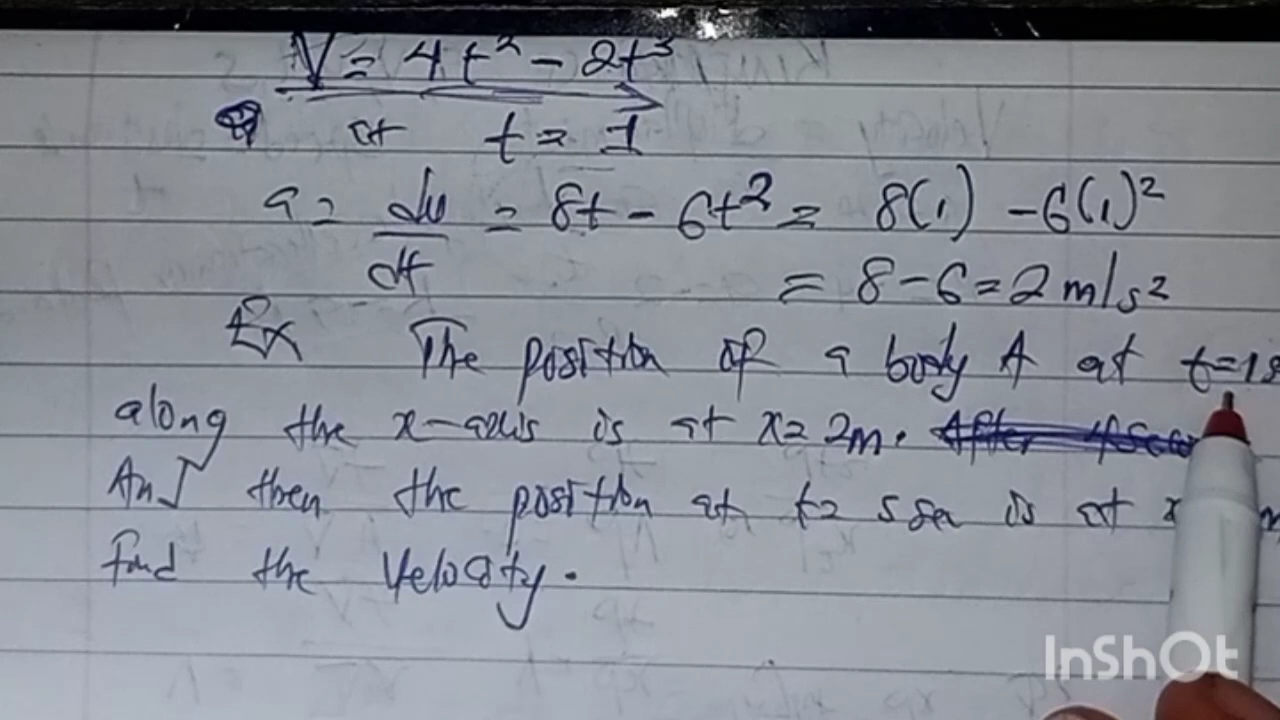 V = 4t² - 2t³
at t = 1
a = dv/dt = 8t - 6t² = 8(1) - 6(1)²
= 8 - 6 = 2 m/s²
Ex The position of a body A at t=1s
along the x-axis is at x = 2m.
And then the position at t= 5 sec is at x
find the velocity.
InShOt